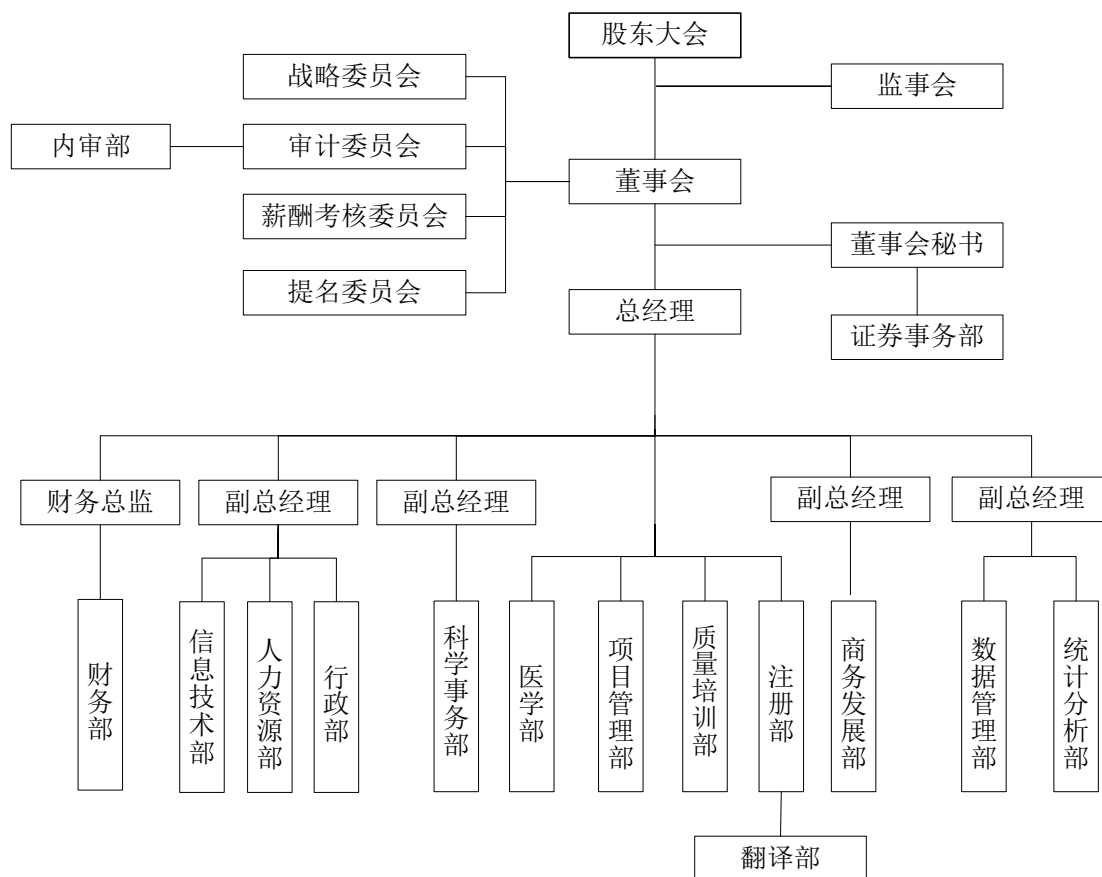 股东大会
战略委员会
监事会
内审部
审计委员会
董事会
薪酬考核委员会
董事会秘书
提名委员会
总经理
证券事务部
财务总监
副总经理
副总经理
副总经理
副总经理
财务部
信息技术部
人力资源部
行政部
科学事务部
医学部
项目管理部
质量培训部
注册部
商务发展部
数据管理部
统计分析部
翻译部